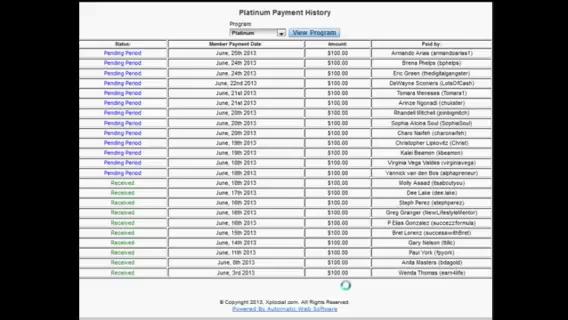 Platinum Payment History
Program:
Platinum View Program
Status: Member Payment Date: Amount: Paid by:
Pending Period June, 25th 2013 $100.00 Armando Arias (armandoarias1)
Pending Period June, 24th 2013 $100.00 Brena Phelps (bphelps)
Pending Period June, 24th 2013 $100.00 Eric Green (thedigitalgangster)
Pending Period June, 22nd 2013 $100.00 DeWayne Sconiers (LotsOfCash)
Pending Period June, 21st 2013 $100.00 Tomara Meneses (Tomara1)
Pending Period June, 21st 2013 $100.00 Arinze Ngonadi (chukster)
Pending Period June, 20th 2013 $100.00 Rhandell Mitchell
Pending Period June, 20th 2013 $100.00 Sophia Aloina Soul (SophiaSoul)
Pending Period June, 20th 2013 $100.00 Charo Naifeh (charonaifeh)
Pending Period June, 19th 2013 $100.00 Christopher Lipkovitz (Christ)
Pending Period June, 19th 2013 $100.00 Kalai Beamon (kbeamon)
Pending Period June, 18th 2013 $100.00 Virginia Vega Valdes (virginavega)
Pending Period June, 18th 2013 $100.00 Yannick van den Bos (alphapreneur)
Received June, 18th 2013 $100.00 Molly Assad (tsaboutyou)
Received June, 17th 2013 $100.00 Dee Lake (dee.lake)
Received June, 16th 2013 $100.00 Steph Perez (stephperez)
Received June, 16th 2013 $100.00 Greg Granger (NewLifestyleMentor)
Received June, 16th 2013 $100.00 P.Elias Gonzalez (succezzformula)
Received June, 15th 2013 $100.00 Bret Lorenz (successwithBret)
Received June, 14th 2013 $100.00 Gary Nelson
Received June, 11th 2013 $100.00 Paul York (fpyork)
Received June, 6th 2013 $100.00 Anita Masters (bdagold)
Received June, 3rd 2013 $100.00 Wenda Thomas (earn4life)
© Copyright 2013, Xplocial.com. All Rights Reserved.
Powered By Automatic Web Software